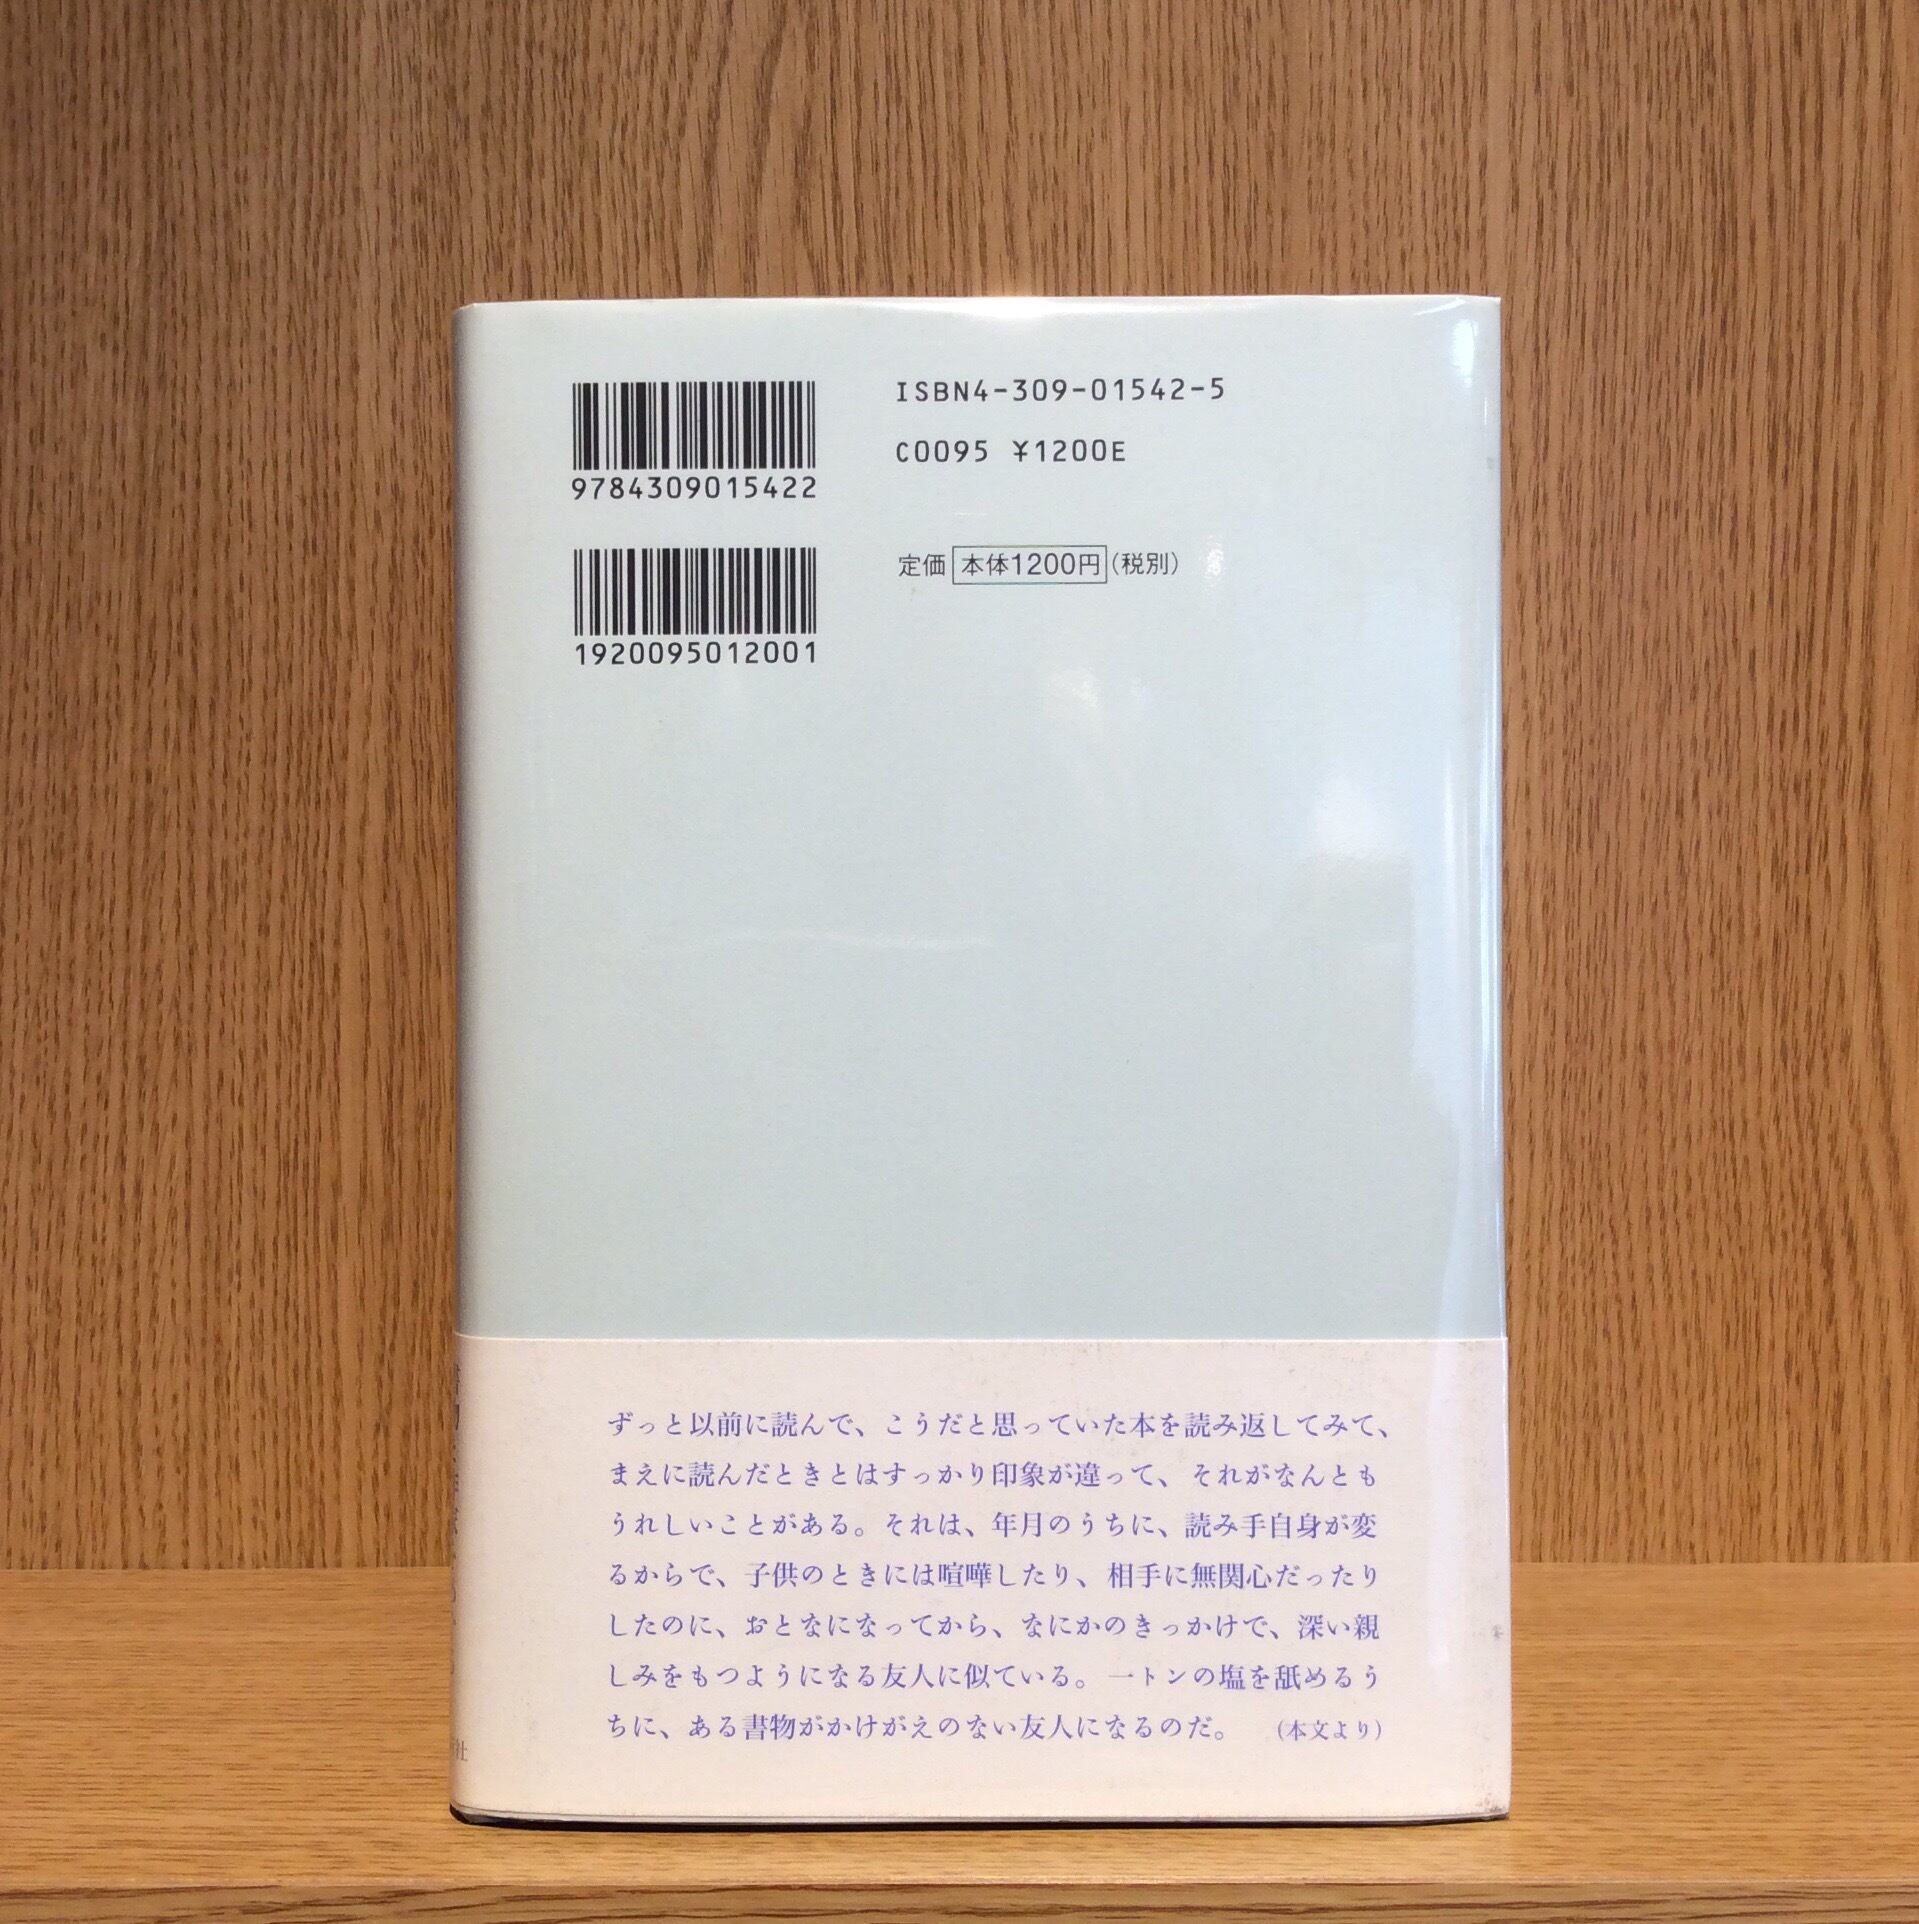 ISBN4-309-01542-5
C0095 ¥1200E
9784309015422
定価 本体1200円(税別)
1920095012001
ずっと以前に読んで、こうだと思っていた本を読み返してみて、
まえに読んだときとはすっかり印象が違って、それがなんとも
うれしいことがある。それは、年月のうちに、読み手自身が変
るからで、子供のときには喧嘩したり、相手に無関心だったり
したのに、おとなになってから、なにかのきっかけで、深い親
しみをもつようになる友人に似ている。一トンの塩を舐めるう
ちに、ある書物がかけがえのない友人になるのだ。 (本文より)
社